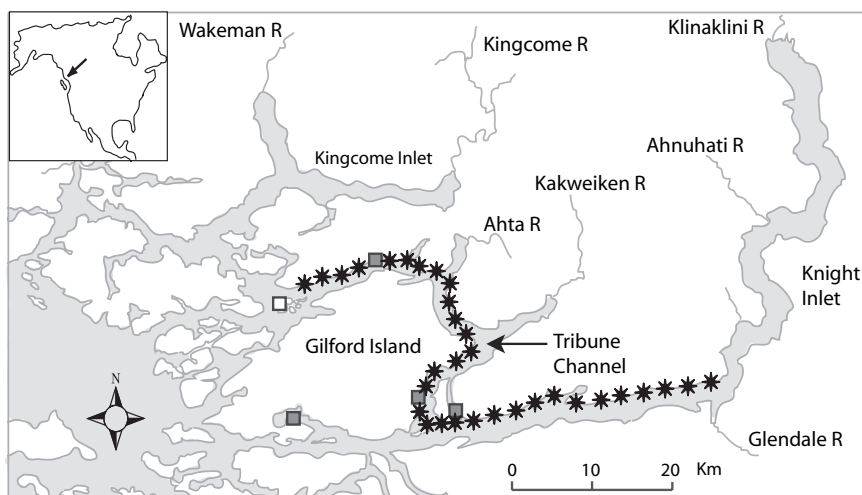 Wakeman R
Kingcome R
Klinaklini R
Kingcome Inlet
Ahnuhati R
Kakweiken R
Ahta R
Knight
Inlet
Gilford Island
Tribune
Channel
N
Glendale R
0 10 20 Km